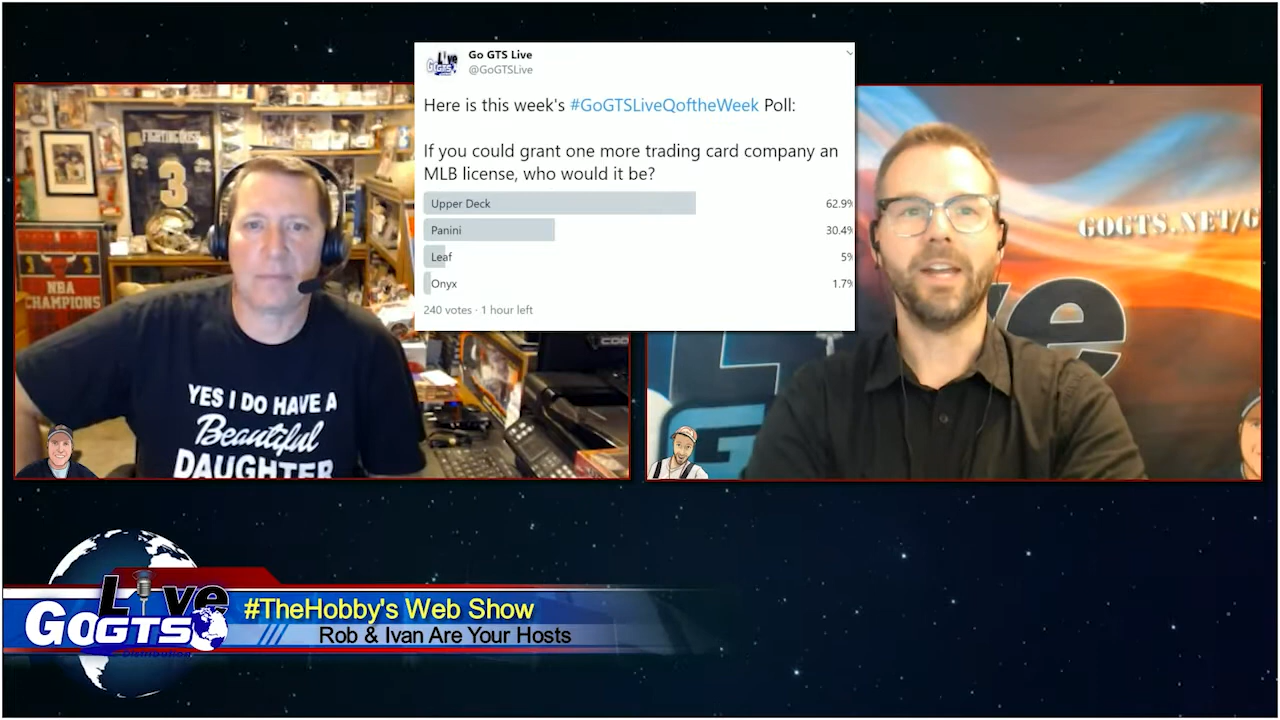 Go GTS Live
@GoGTSLive
Here is this week's #GoGTSLiveQoftheWeek Poll:
If you could grant one more trading card company an
MLB license, who would it be?
Upper Deck 62.9%
Panini 30.4%
Leaf 5%
Onyx 1.7%
240 votes · 1 hour left
FIGHTING IRISH
3
NBA
CHAMPIONS
YES I DO HAVE A
Beautiful
DAUGHTER
GOGTS.NET/G
Live
GOGTS
#TheHobby's Web Show
Rob & Ivan Are Your Hosts